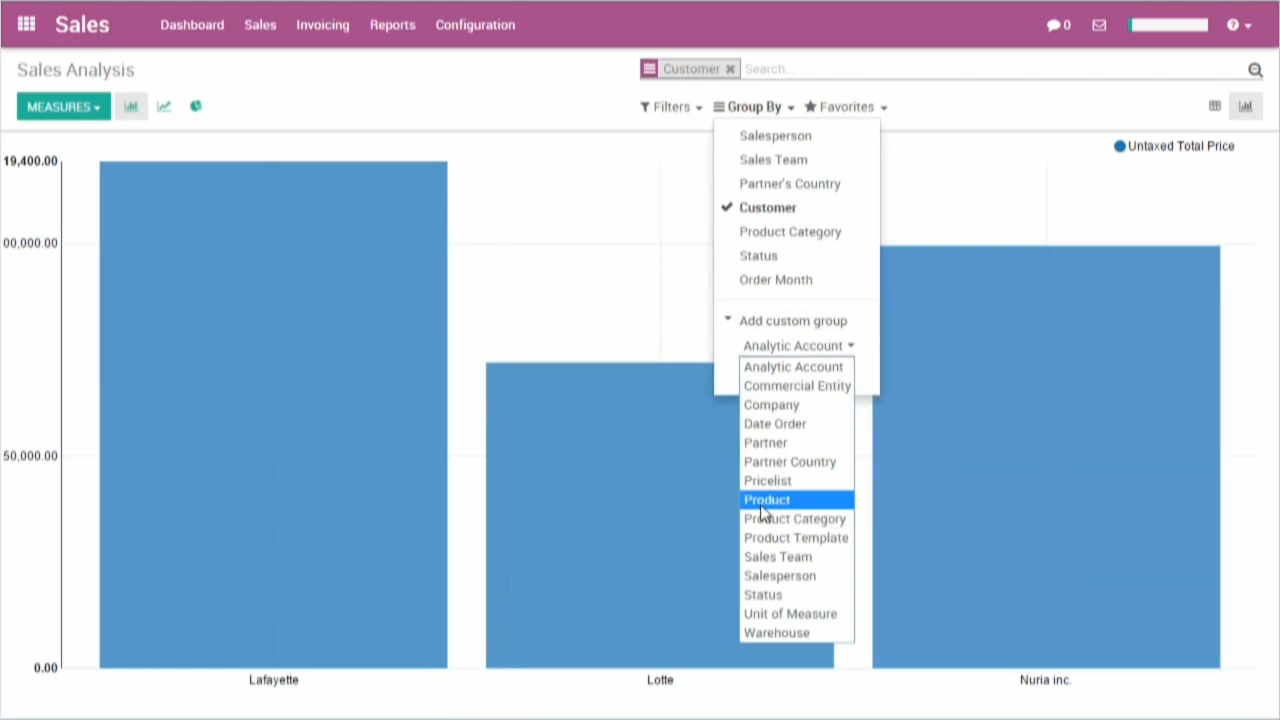 Sales Dashboard Sales Invoicing Reports Configuration 0 ?
Sales Analysis
Customer Search...
MEASURES Filters Group By Favorites
Salesperson
Sales Team
Partner's Country
Customer
Product Category
Status
Order Month
Add custom group
Analytic Account
Analytic Account
Commercial Entity
Company
Date Order
Partner
Partner Country
Pricelist
Product
Product Category
Product Template
Sales Team
Salesperson
Status
Unit of Measure
Warehouse
Untaxed Total Price
19,400.00
00,000.00
50,000.00
0.00
Lafayette Lotte Nuria inc.